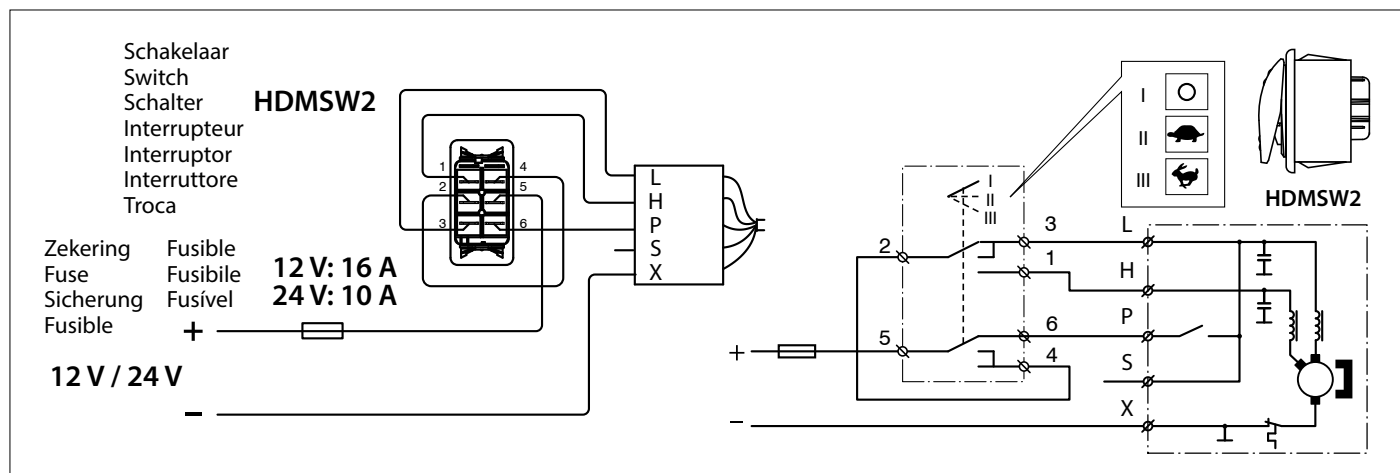 Schakelaar
Switch
Schalter
Interrupteur
Interruptor
Interruttore
Troca
HDMSW2
Zekering Fusible
Fuse Fusibile
Sicherung Fusível
Fusible
12 V: 16 A
24 V: 10 A
+
12 V / 24 V
−
1 4
2 5
3 6
L
H
P
S
X
I
II
III
HDMSW2
I
II
III
2
3
1
5
6
4
+
−
L
H
P
S
X